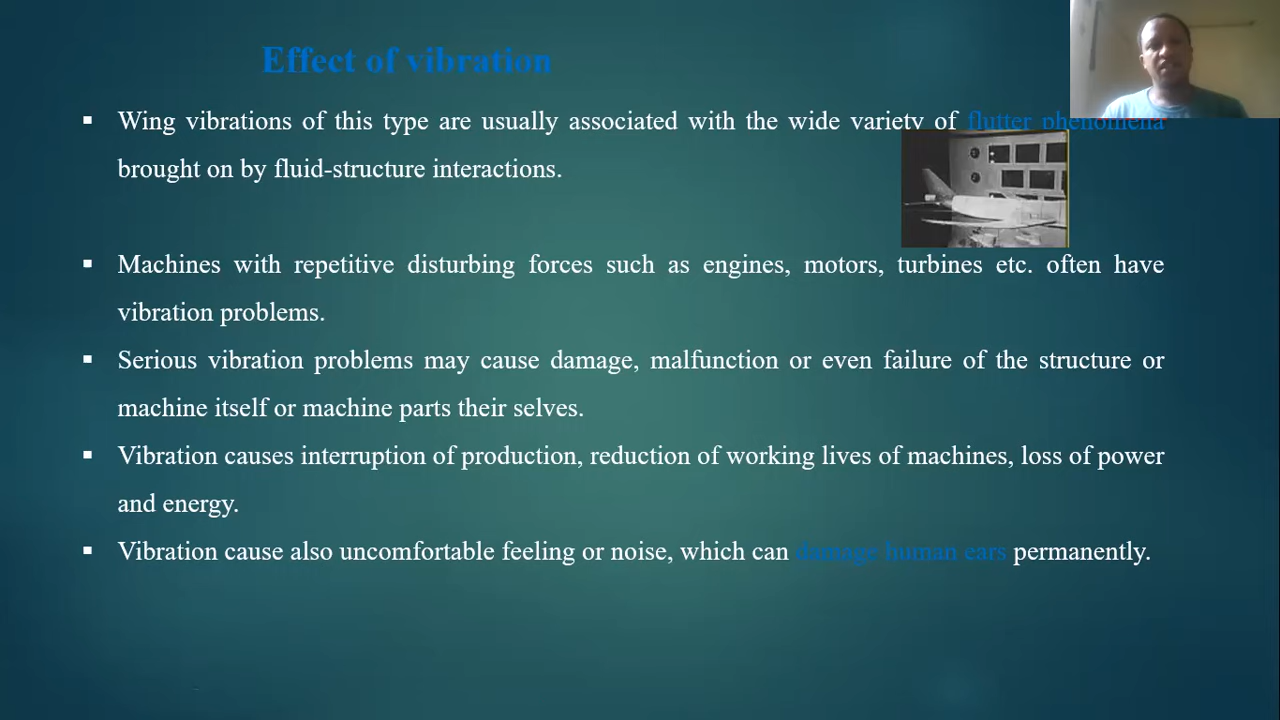 Effect of vibration
▪ Wing vibrations of this type are usually associated with the wide variety of flutter phenomena
brought on by fluid-structure interactions.
▪ Machines with repetitive disturbing forces such as engines, motors, turbines etc. often have
vibration problems.
▪ Serious vibration problems may cause damage, malfunction or even failure of the structure or
machine itself or machine parts their selves.
▪ Vibration causes interruption of production, reduction of working lives of machines, loss of power
and energy.
▪ Vibration cause also uncomfortable feeling or noise, which can damage human ears permanently.